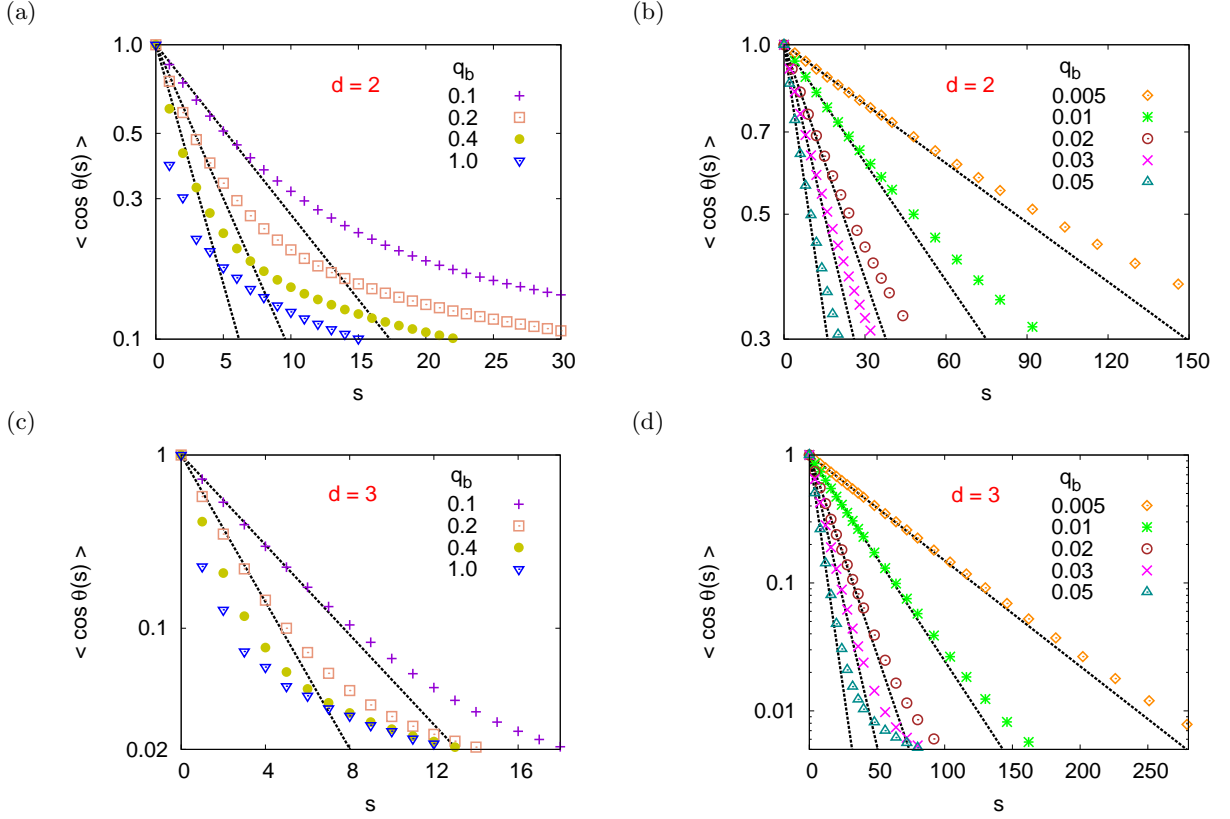 (a)
< cos θ(s) >
1.0
0.5
0.3
0.1
d = 2
q_b
0.1
0.2
0.4
1.0
0 5 10 15 20 25 30
s
(b)
< cos θ(s) >
1.0
0.7
0.5
0.3
d = 2
q_b
0.005
0.01
0.02
0.03
0.05
0 30 60 90 120 150
s
(c)
< cos θ(s) >
1
0.1
0.02
d = 3
q_b
0.1
0.2
0.4
1.0
0 4 8 12 16
s
(d)
< cos θ(s) >
1
0.1
0.01
d = 3
q_b
0.005
0.01
0.02
0.03
0.05
0 50 100 150 200 250
s